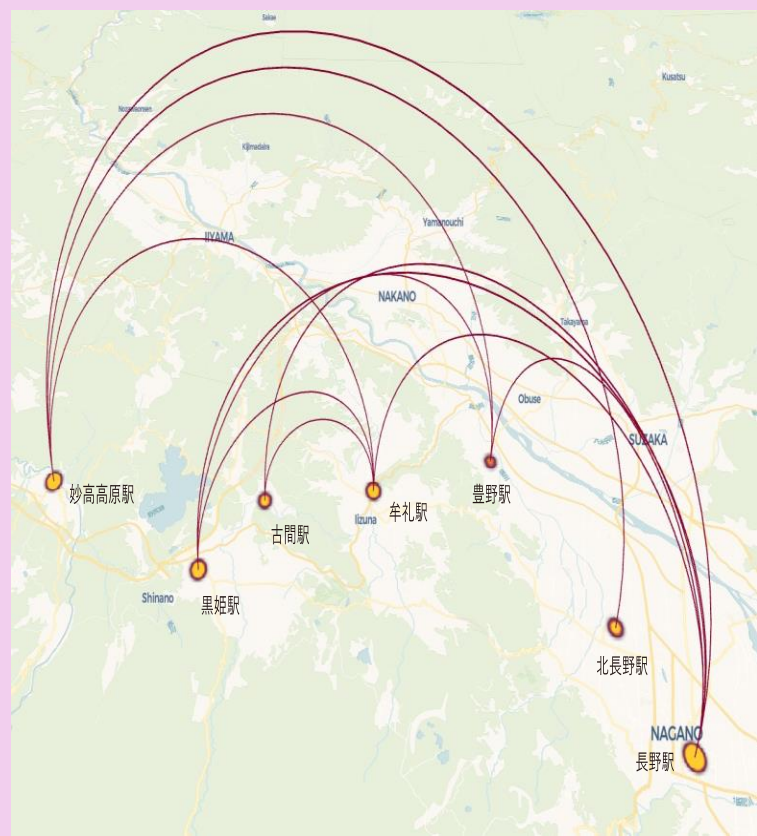 Sakae
Kusatsu
Nozawaonsen
Kijimadaira
Yamanouchi
IIYAMA
NAKANO
Takayama
Obuse
SUZAKA
妙高高原駅
豊野駅
牟礼駅
Iizuna
古間駅
Shinano
黒姫駅
北長野駅
NAGANO
長野駅